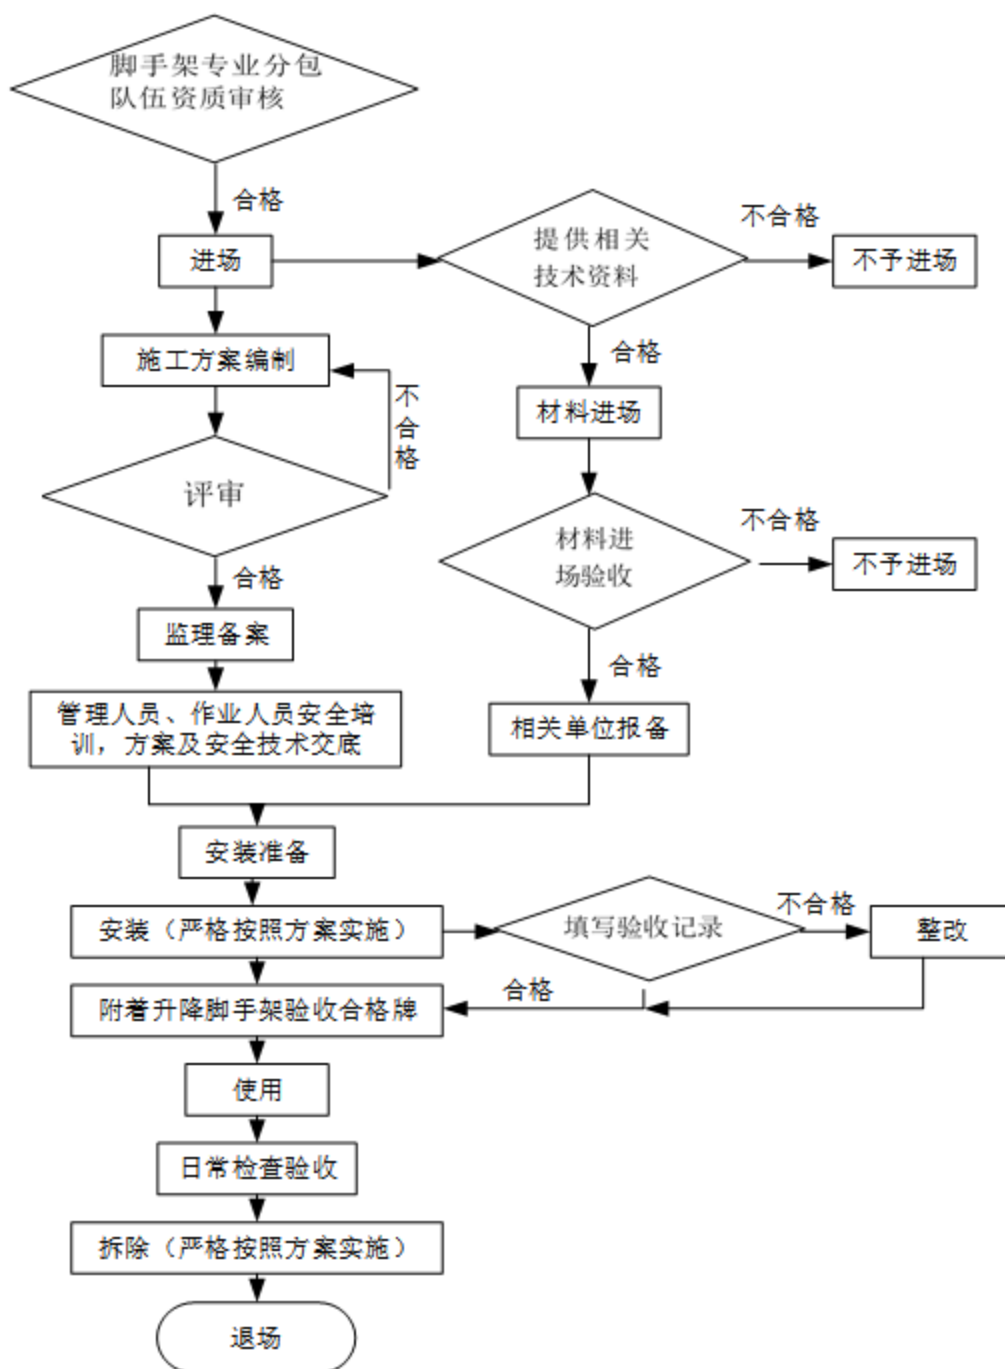 脚手架专业分包
队伍资质审核
合格
进场
提供相关
技术资料
不合格
不予进场
施工方案编制
合格
不合格
材料进场
评审
材料进
场验收
不合格
不予进场
合格
监理备案
合格
管理人员、作业人员安全培
训，方案及安全技术交底
相关单位报备
安装准备
安装（严格按照方案实施）
填写验收记录
不合格
整改
附着升降脚手架验收合格牌
合格
使用
日常检查验收
拆除（严格按照方案实施）
退场